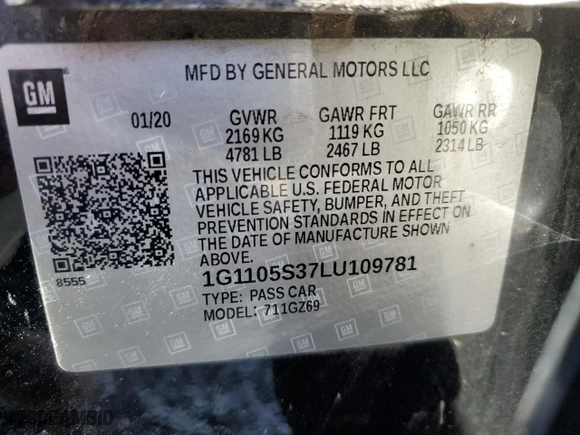 GM
MFD BY GENERAL MOTORS LLC
01/20 GVWR GAWR FRT GAWR RR
2169 KG 1119 KG 1050 KG
4781 LB 2467 LB 2314 LB
THIS VEHICLE CONFORMS TO ALL
APPLICABLE U.S. FEDERAL MOTOR
VEHICLE SAFETY, BUMPER, AND THEFT
PREVENTION STANDARDS IN EFFECT ON
THE DATE OF MANUFACTURE SHOWN
ABOVE.
8555
1G1105S37LU109781
TYPE: PASS CAR
MODEL: 711GZ69